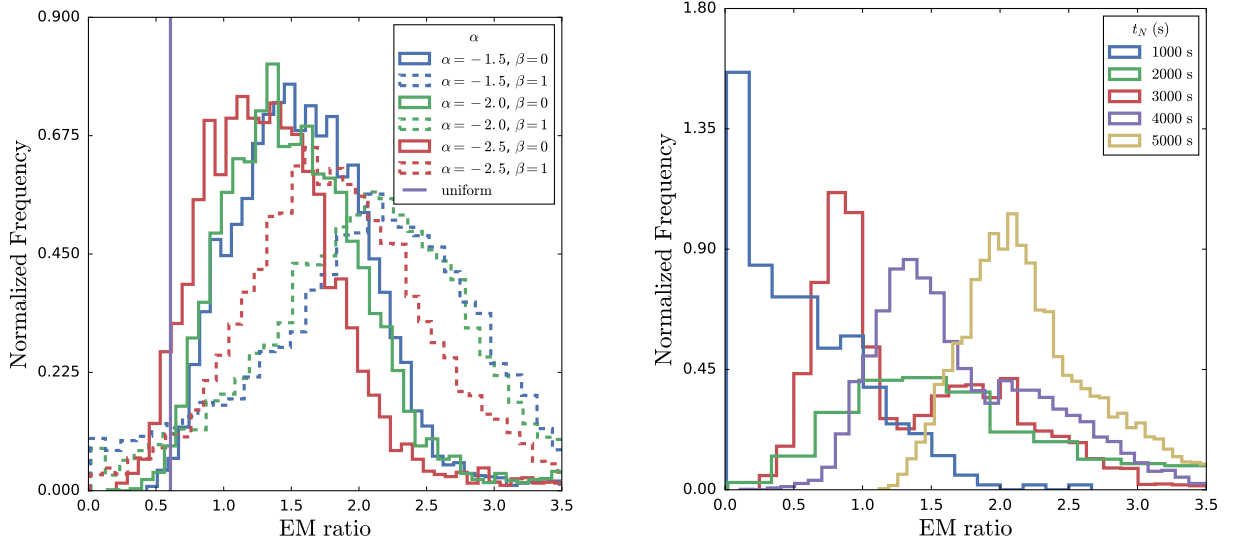 0.900
0.675
0.450
0.225
0.000
Normalized Frequency
0.0 0.5 1.0 1.5 2.0 2.5 3.0 3.5
EM ratio
α
α = −1.5, β = 0
α = −1.5, β = 1
α = −2.0, β = 0
α = −2.0, β = 1
α = −2.5, β = 0
α = −2.5, β = 1
uniform
1.80
1.35
0.90
0.45
0.00
Normalized Frequency
0.0 0.5 1.0 1.5 2.0 2.5 3.0 3.5
EM ratio
t_N (s)
1000 s
2000 s
3000 s
4000 s
5000 s